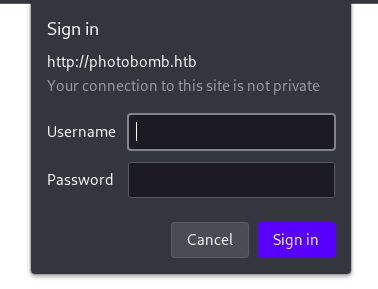 Sign in
http://photobomb.htb
Your connection to this site is not private
Username
Password
Cancel Sign in